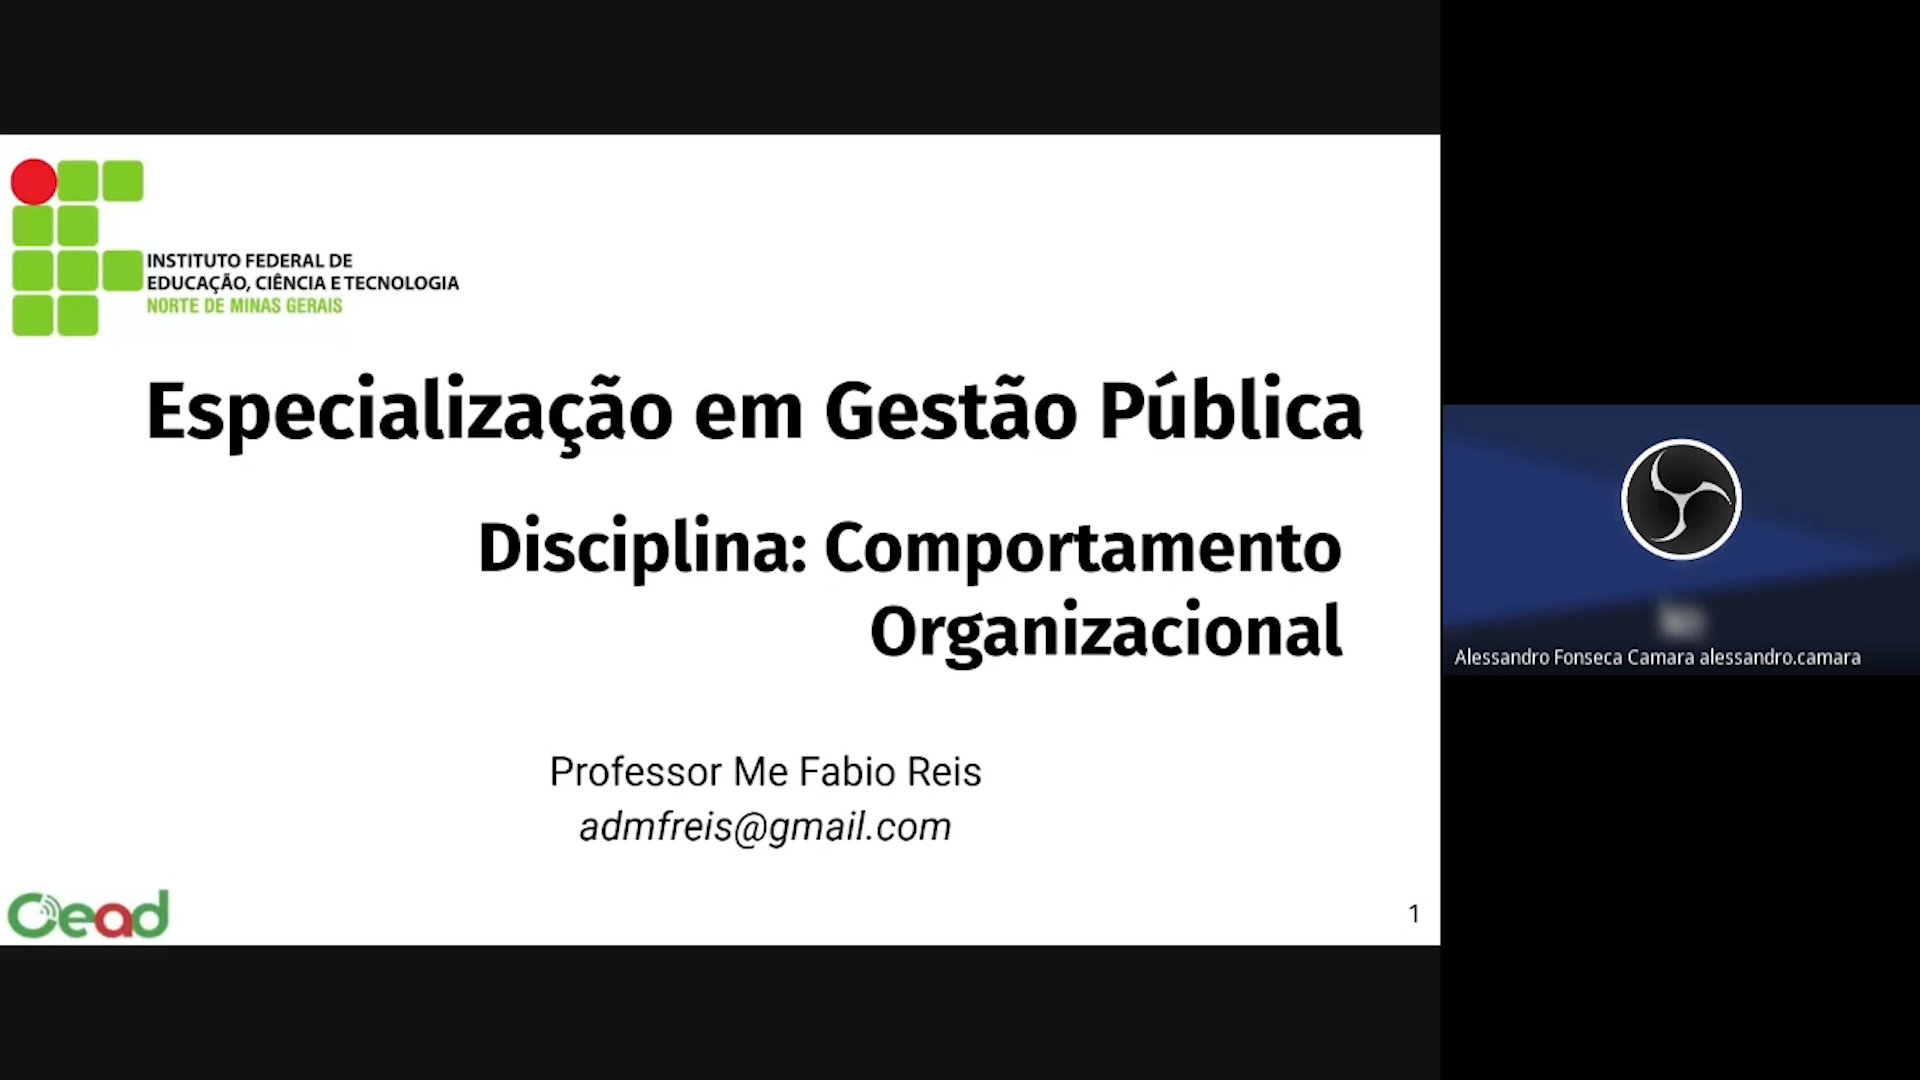 INSTITUTO FEDERAL DE
EDUCAÇÃO, CIÊNCIA E TECNOLOGIA
NORTE DE MINAS GERAIS
Especialização em Gestão Pública
Disciplina: Comportamento
Organizacional
Professor Me Fabio Reis
admfreis@gmail.com
Cead
1
Alessandro Fonseca Camara alessandro.camara